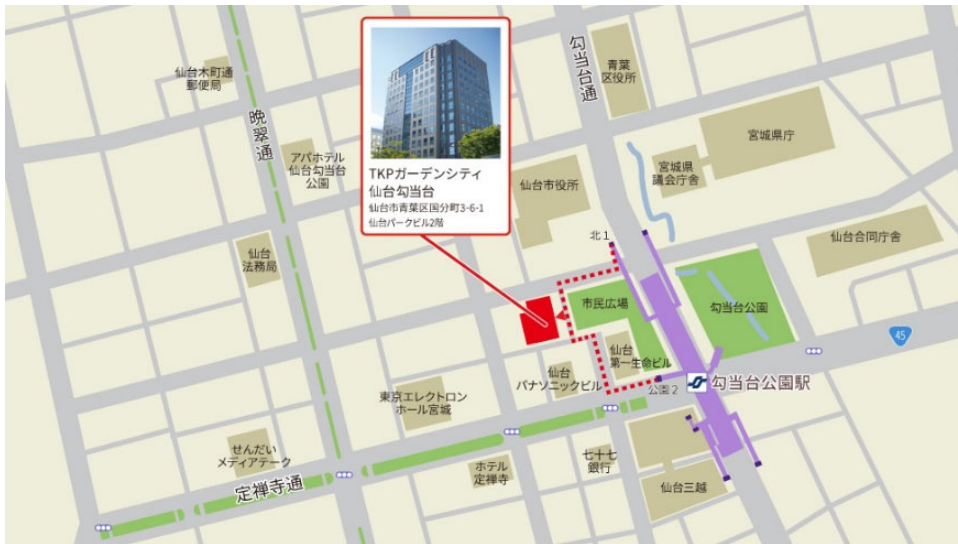 仙台木町通
郵便局
晩翠通
アパホテル
仙台勾当台
公園
仙台
法務局
TKPガーデンシティ
仙台勾当台
仙台市青葉区国分町3-6-1
仙台パークビル2階
勾当台通
青葉
区役所
宮城県庁
宮城県
議会庁舎
仙台市役所
北1
仙台合同庁舎
市民広場
勾当台公園
45
仙台
第一生命ビル
仙台
パナソニックビル
公園2
勾当台公園駅
東京エレクトロン
ホール宮城
せんだい
メディアテーク
定禅寺通
ホテル
定禅寺
七十七
銀行
仙台三越